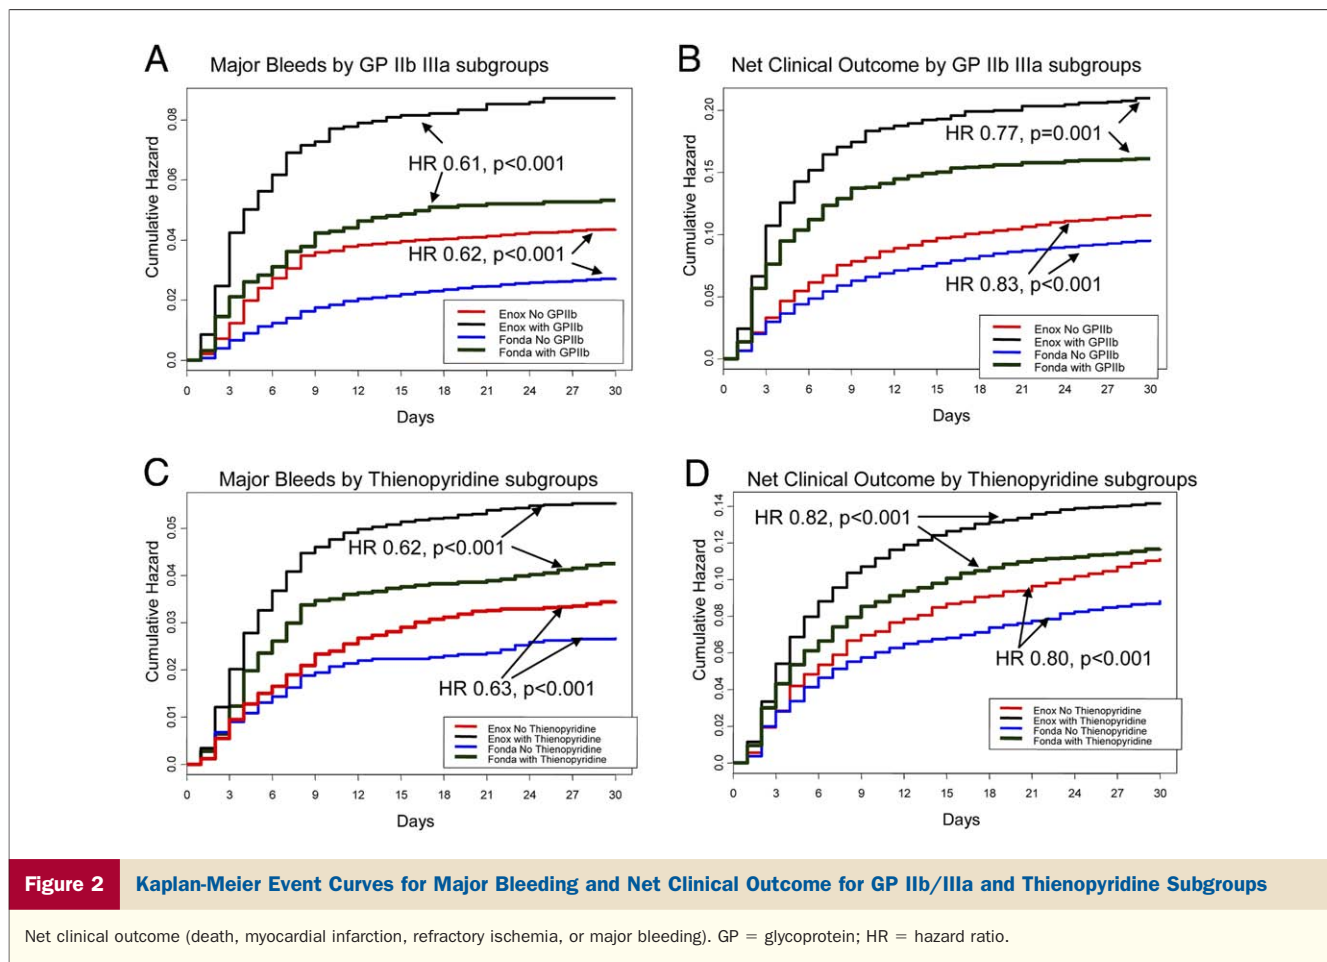 A
Major Bleeds by GP IIb IIIa subgroups
Cumulative Hazard
0.08
0.06
0.04
0.02
0.0
HR 0.61, p<0.001
HR 0.62, p<0.001
Enox No GPIIb
Enox with GPIIb
Fonda No GPIIb
Fonda with GPIIb
0 3 6 9 12 15 18 21 24 27 30
Days
B
Net Clinical Outcome by GP IIb IIIa subgroups
Cumulative Hazard
0.20
0.15
0.10
0.05
0.0
HR 0.77, p=0.001
HR 0.83, p<0.001
Enox No GPIIb
Enox with GPIIb
Fonda No GPIIb
Fonda with GPIIb
0 3 6 9 12 15 18 21 24 27 30
Days
C
Major Bleeds by Thienopyridine subgroups
Cumulative Hazard
0.05
0.04
0.03
0.02
0.01
0.0
HR 0.62, p<0.001
HR 0.63, p<0.001
Enox No Thienopyridine
Enox with Thienopyridine
Fonda No Thienopyridine
Fonda with Thienopyridine
0 3 6 9 12 15 18 21 24 27 30
Days
D
Net Clinical Outcome by Thienopyridine subgroups
Cumulative Hazard
0.14
0.12
0.10
0.08
0.06
0.04
0.02
0.0
HR 0.82, p<0.001
HR 0.80, p<0.001
Enox No Thienopyridine
Enox with Thienopyridine
Fonda No Thienopyridine
Fonda with Thienopyridine
0 3 6 9 12 15 18 21 24 27 30
Days
Figure 2
Kaplan-Meier Event Curves for Major Bleeding and Net Clinical Outcome for GP IIb/IIIa and Thienopyridine Subgroups
Net clinical outcome (death, myocardial infarction, refractory ischemia, or major bleeding). GP = glycoprotein; HR = hazard ratio.